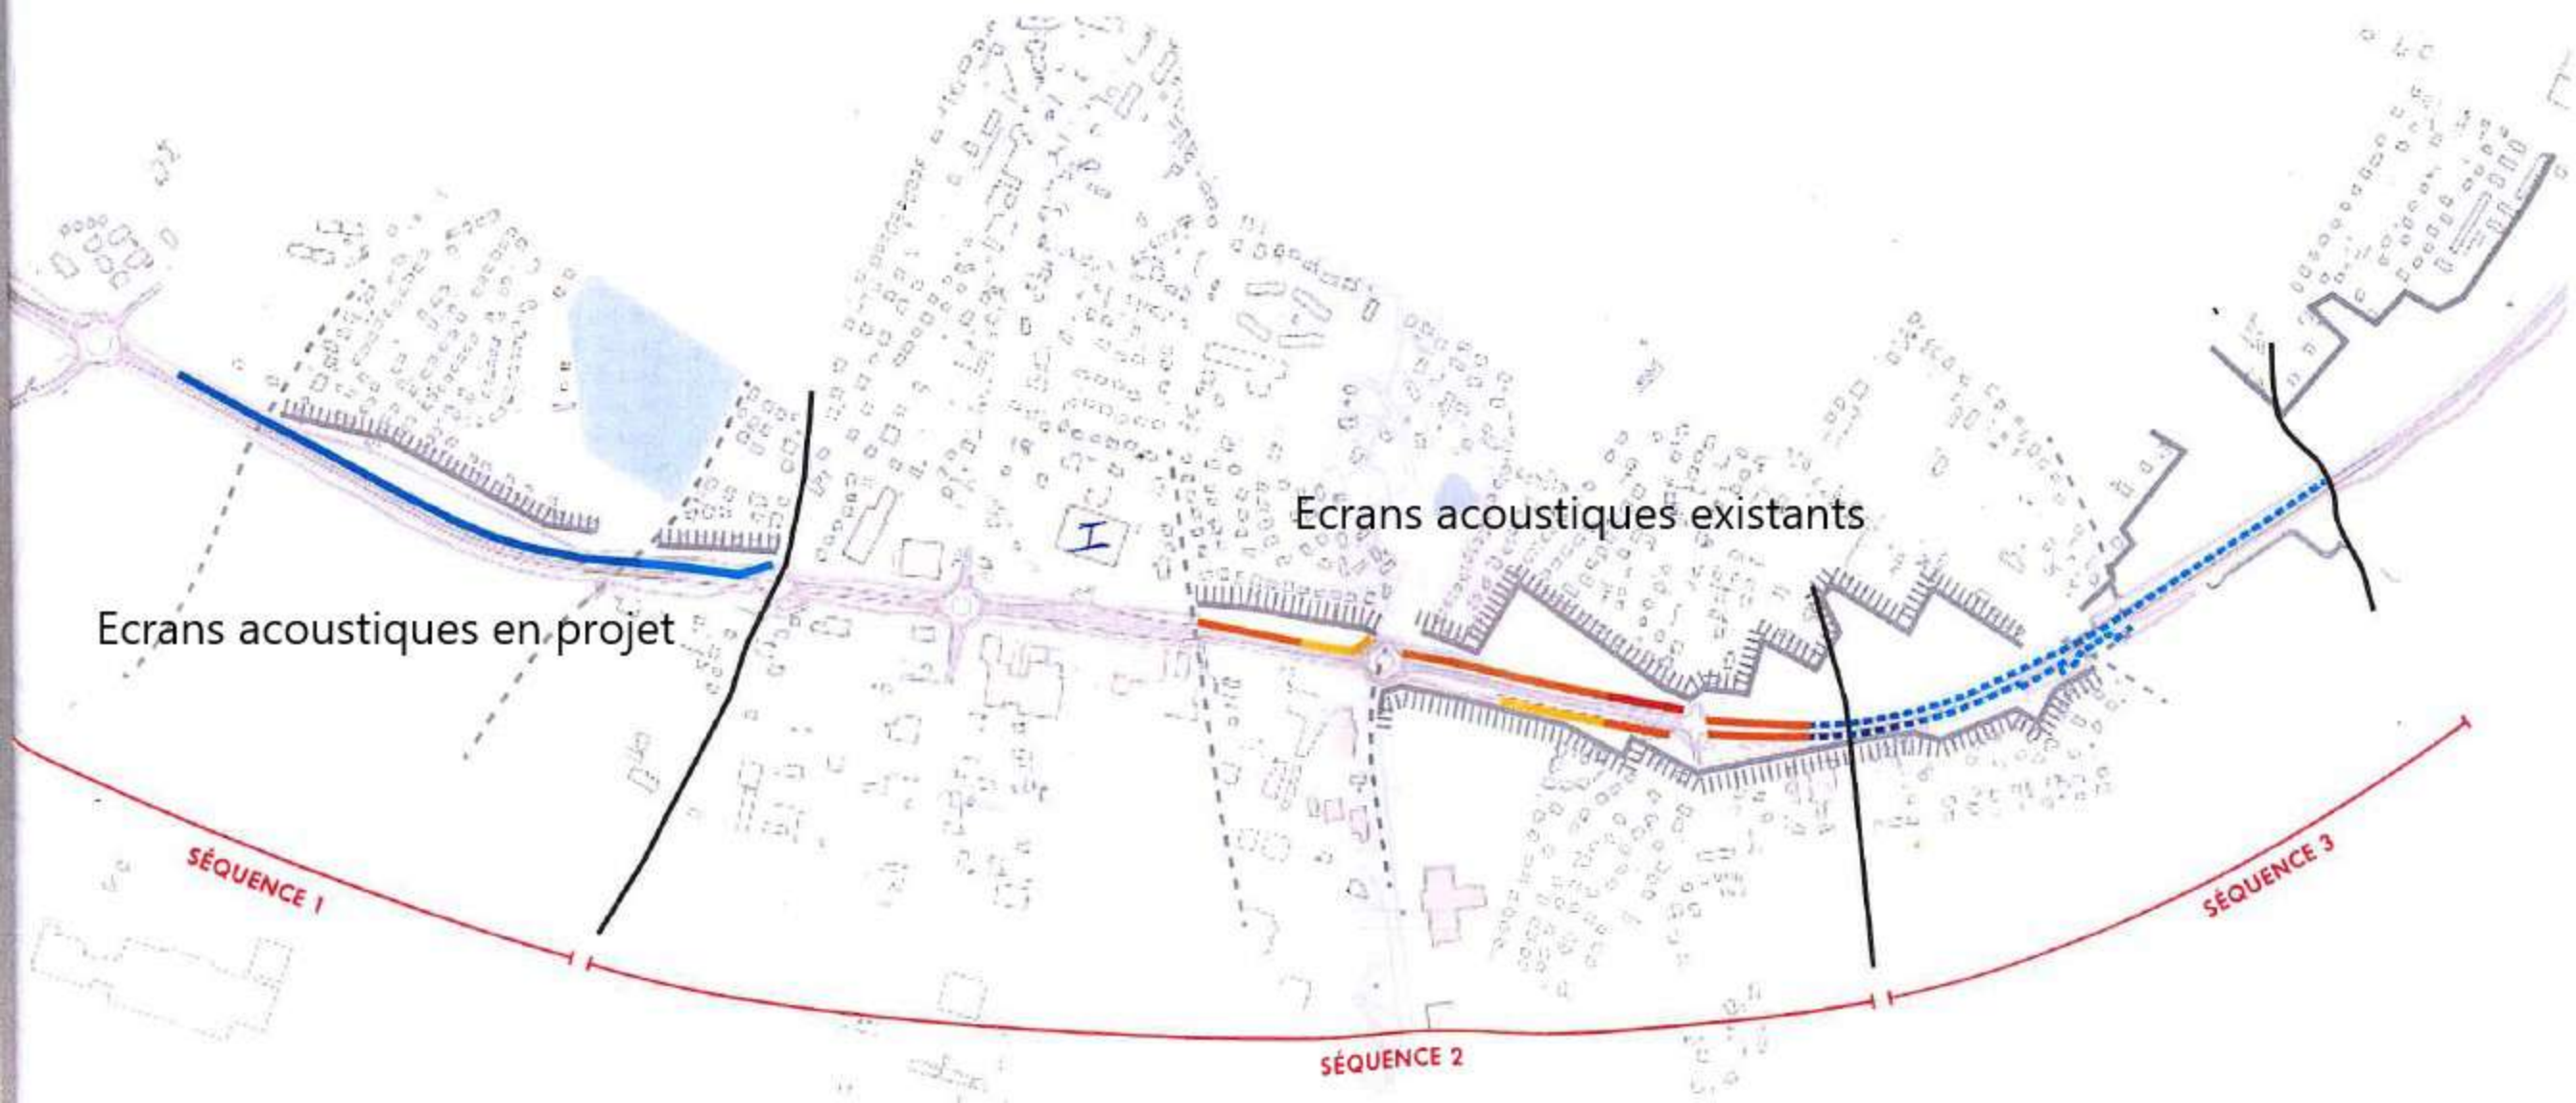 Ecrans acoustiques existants
I
Ecrans acoustiques en projet
SÉQUENCE 1
SÉQUENCE 2
SÉQUENCE 3